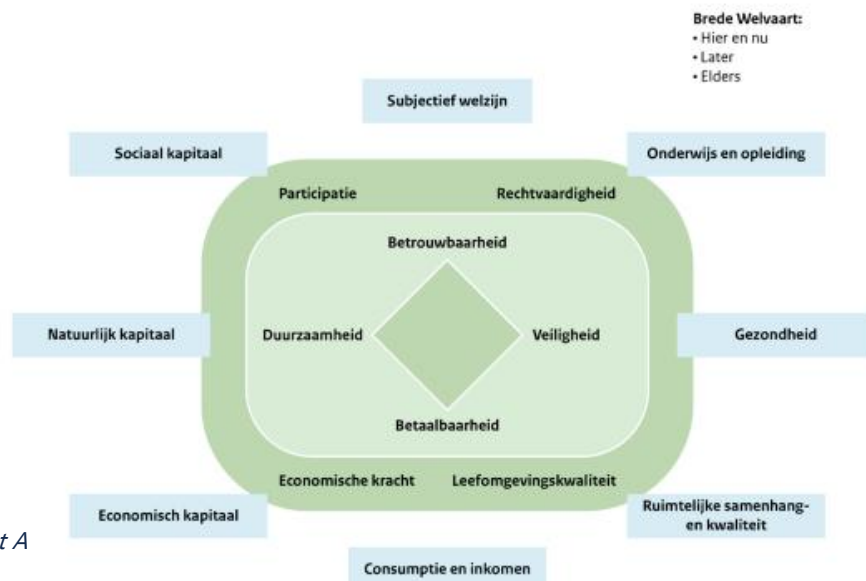 Brede Welvaart:
• Hier en nu
• Later
• Elders
Subjectief welzijn
Sociaal kapitaal
Onderwijs en opleiding
Participatie
Rechtvaardigheid
Betrouwbaarheid
Natuurlijk kapitaal
Duurzaamheid
Veiligheid
Gezondheid
Betaalbaarheid
Economische kracht
Leefomgevingskwaliteit
Economisch kapitaal
Ruimtelijke samenhang-
en kwaliteit
t A
Consumptie en inkomen